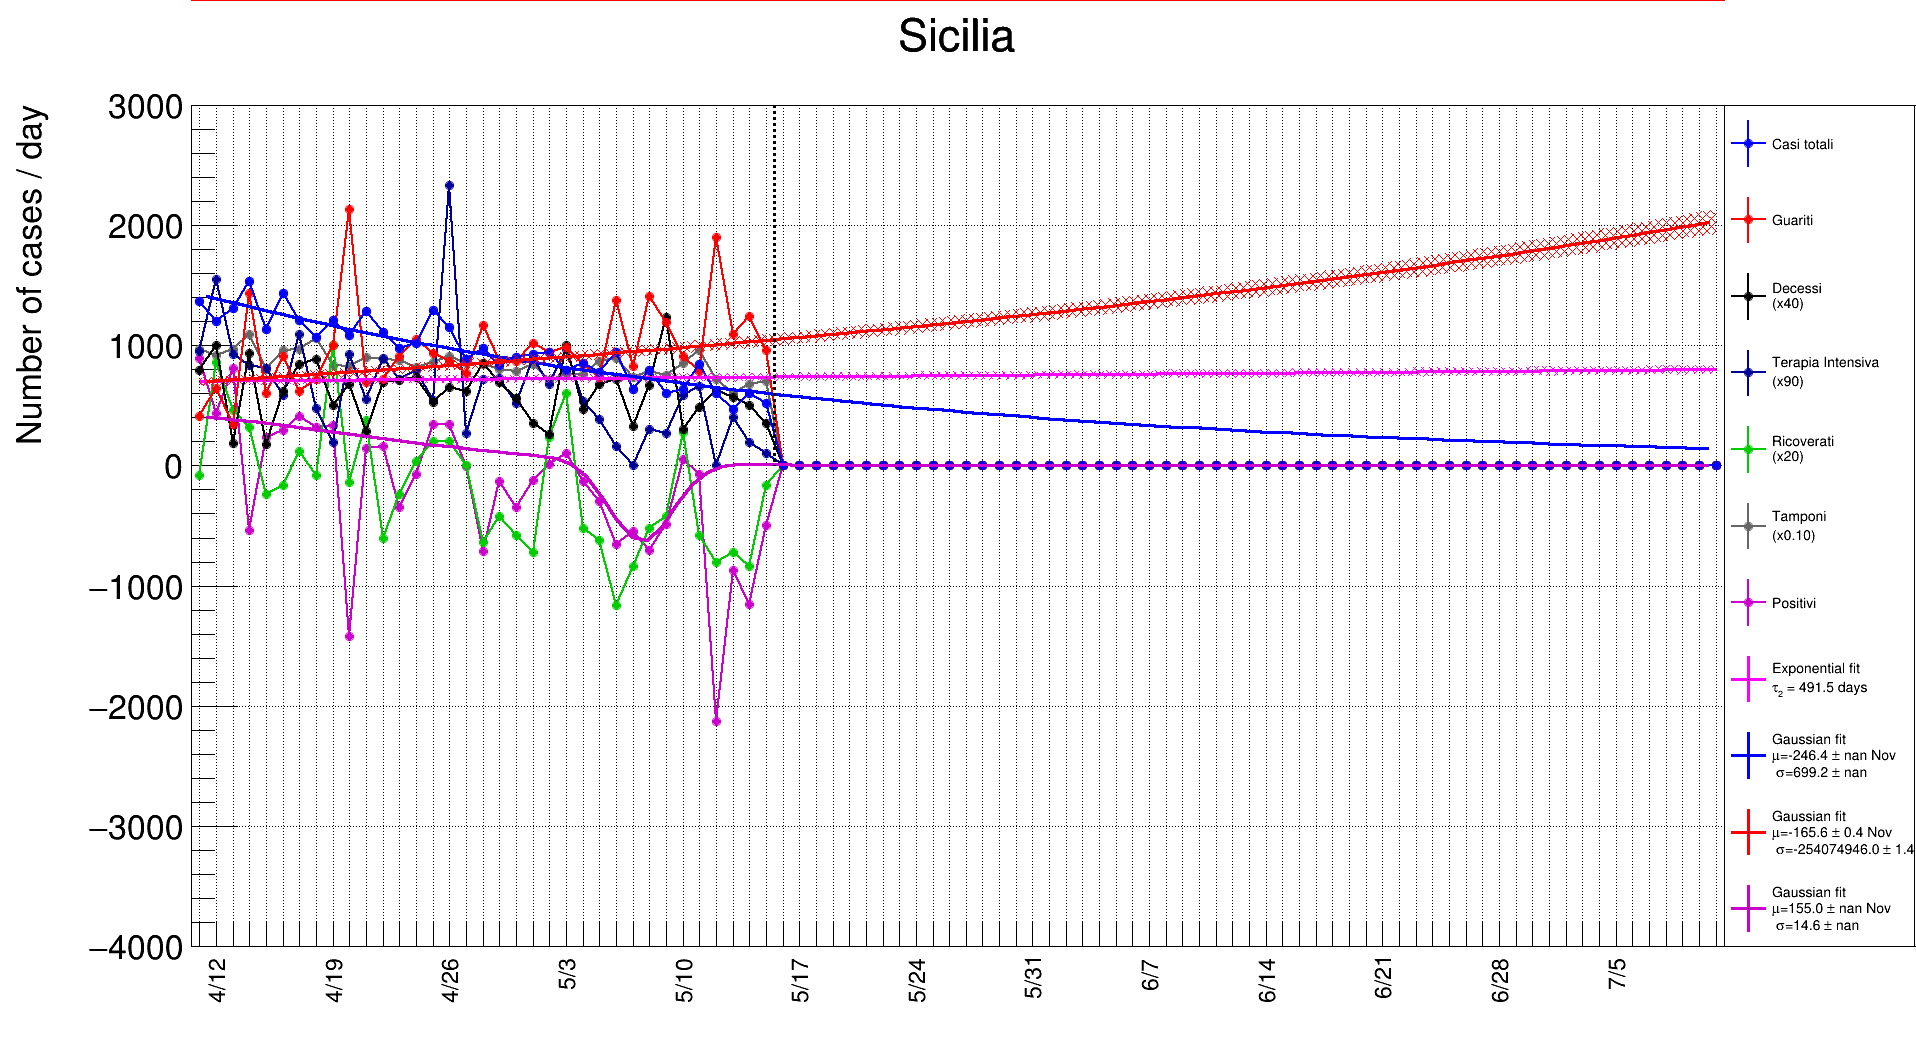 Sicilia
Number of cases / day
3000
2000
1000
0
−1000
−2000
−3000
−4000
4/12
4/19
4/26
5/3
5/10
5/17
5/24
5/31
6/7
6/14
6/21
6/28
7/5
Casi totali
Guariti
Decessi
(x40)
Terapia Intensiva
(x90)
Ricoverati
(x20)
Tamponi
(x0.10)
Positivi
Exponential fit
τ2 = 491.5 days
Gaussian fit
μ=-246.4 ± nan Nov
σ=699.2 ± nan
Gaussian fit
μ=-165.6 ± 0.4 Nov
σ=-254074946.0 ± 1.4
Gaussian fit
μ=155.0 ± nan Nov
σ=14.6 ± nan